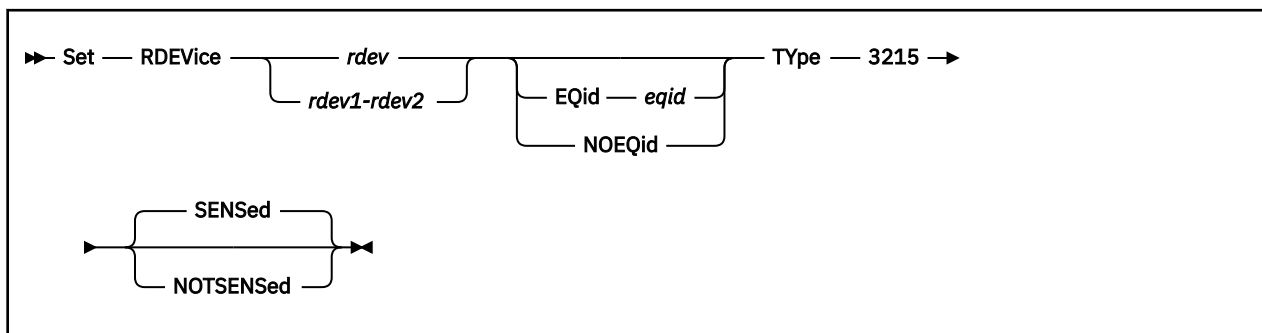 Set RDEVice rdev TYpe 3215
rdev1-rdev2 EQid eqid
NOEQid
SENSed
NOTSENSed